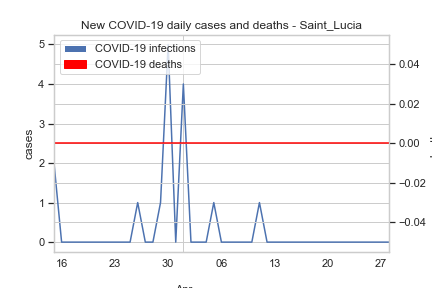 New COVID-19 daily cases and deaths - Saint_Lucia
COVID-19 infections
COVID-19 deaths
cases
5
4
3
2
1
0
0.04
0.02
0.00
−0.02
−0.04
16 23 30 06 13 20 27